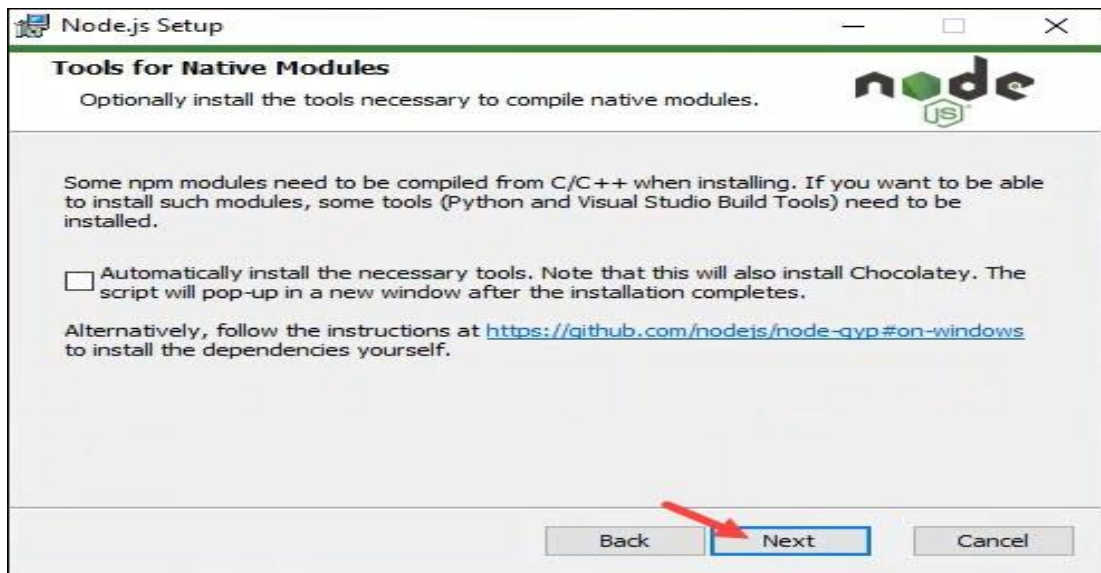 Node.js Setup
Tools for Native Modules
Optionally install the tools necessary to compile native modules.
node
JS
Some npm modules need to be compiled from C/C++ when installing. If you want to be able
to install such modules, some tools (Python and Visual Studio Build Tools) need to be
installed.
Automatically install the necessary tools. Note that this will also install Chocolatey. The
script will pop-up in a new window after the installation completes.
Alternatively, follow the instructions at https://github.com/nodejs/node-gyp#on-windows
to install the dependencies yourself.
Back Next Cancel